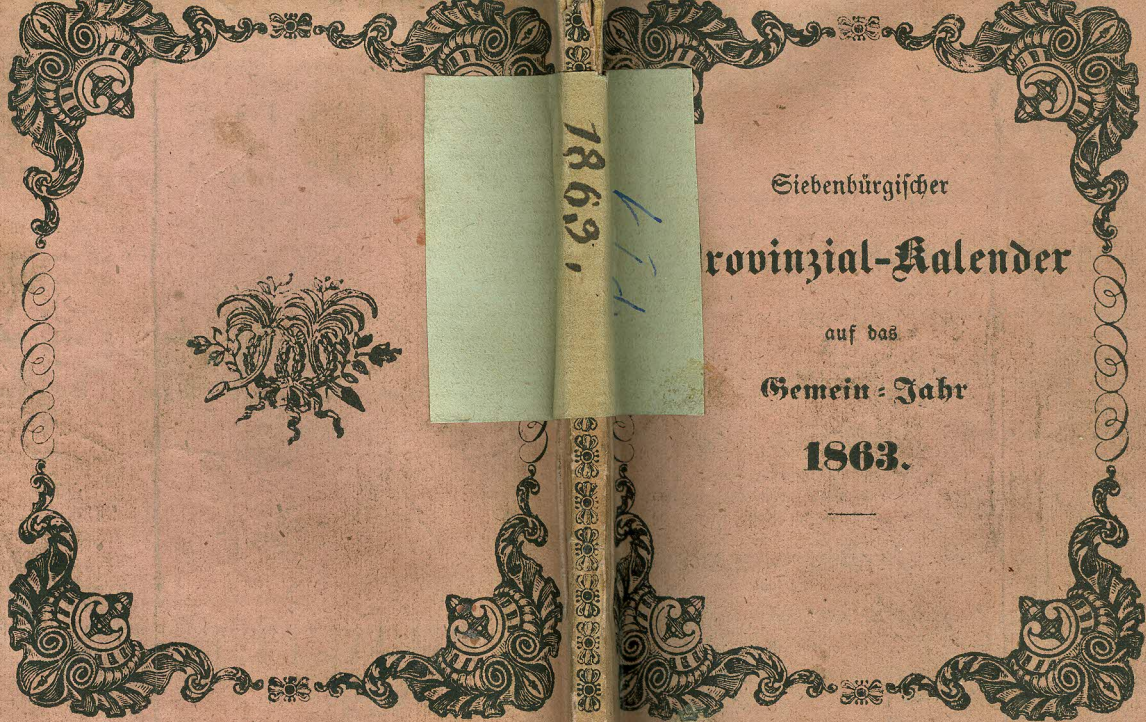 1863.
Siebenbürgischer
rovinzial-Kalender
auf das
Gemein-Jahr
1863.